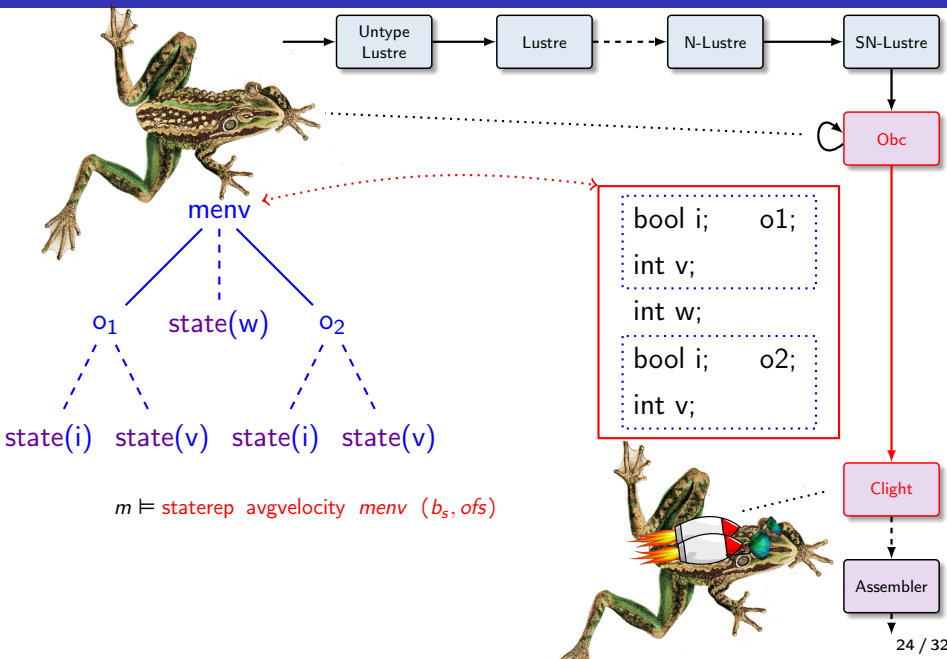 Untype
Lustre
Lustre
N-Lustre
SN-Lustre
Obc
menv
o₁ state(w) o₂
state(i) state(v) state(i) state(v)
m ⊨ staterep avgvelocity menv (bₛ, ofs)
bool i; o1;
int v;
int w;
bool i; o2;
int v;
Clight
Assembler
24 / 32